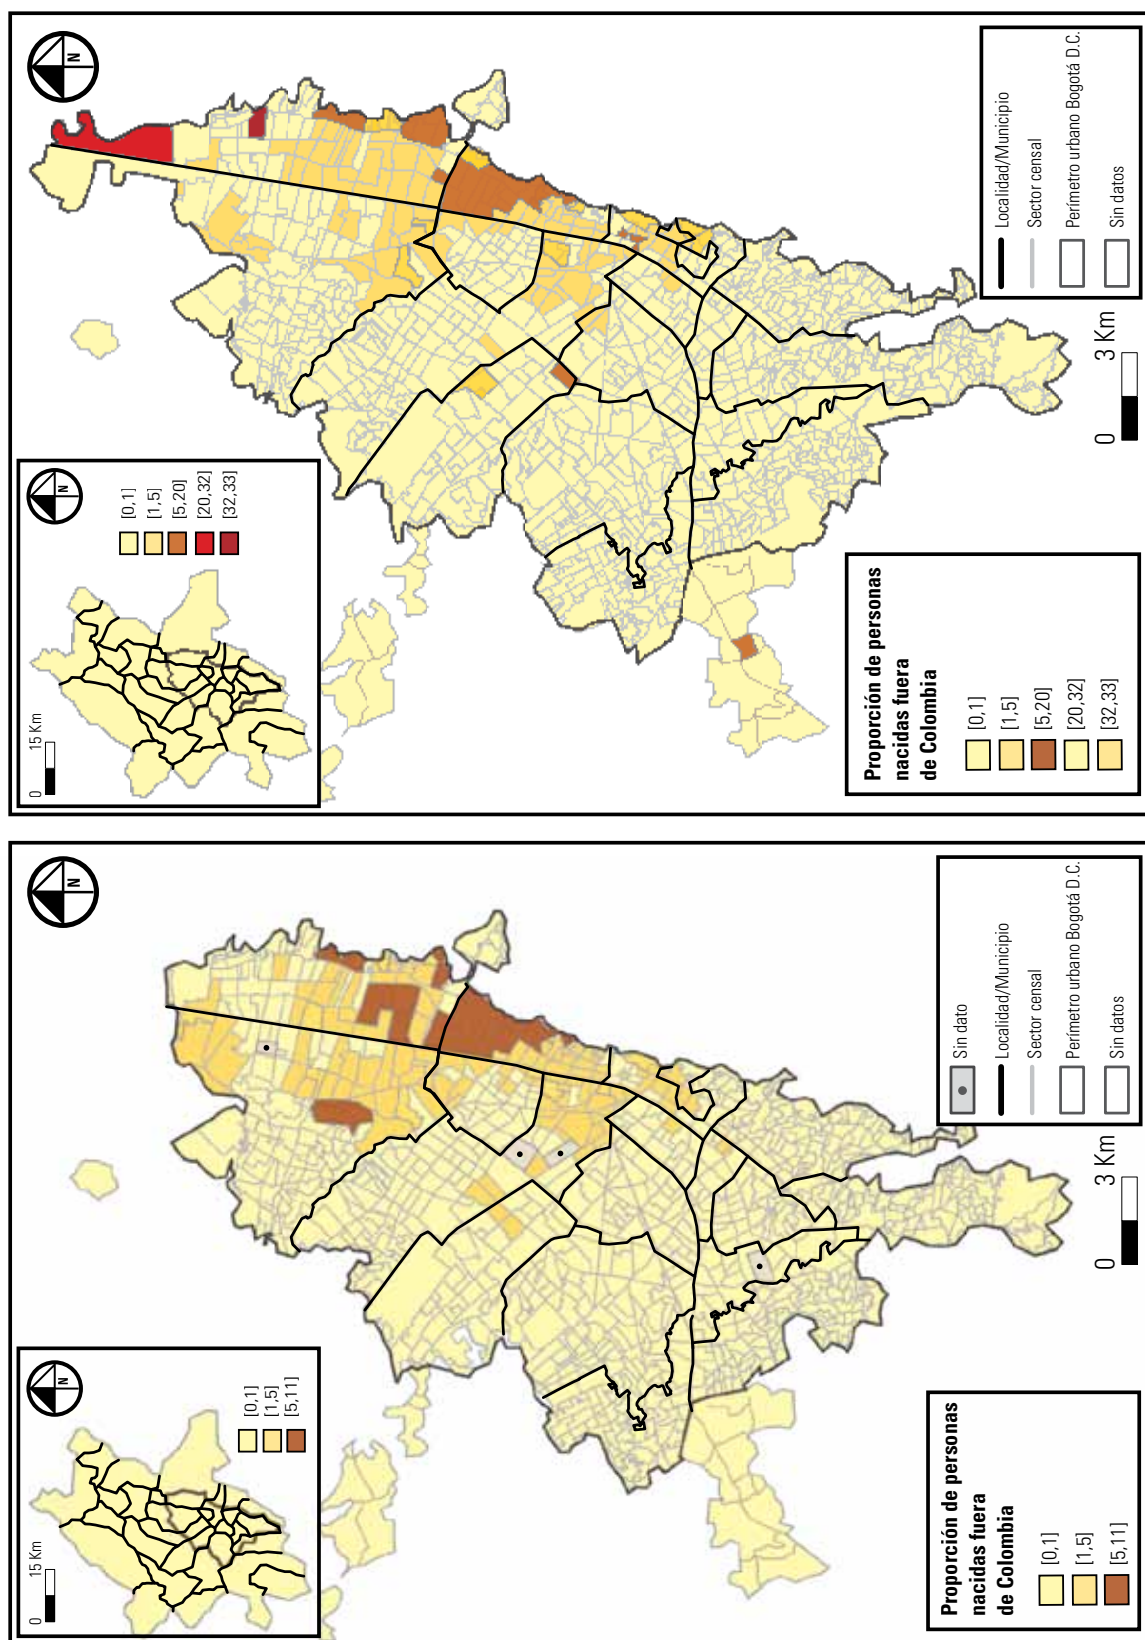 N
0
15 Km
N
[0,1]
[1,5]
[5,20]
[20,32]
[32,33]
Proporción de personas
nacidas fuera
de Colombia
[0,1]
[1,5]
[5,20]
[20,32]
[32,33]
0
3 Km
Localidad/Municipio
Sector censal
Perímetro urbano Bogotá D.C.
Sin datos
N
0
15 Km
N
[0,1]
[1,5]
[5,11]
Proporción de personas
nacidas fuera
de Colombia
[0,1]
[1,5]
[5,11]
0
3 Km
Sin dato
Localidad/Municipio
Sector censal
Perímetro urbano Bogotá D.C.
Sin datos